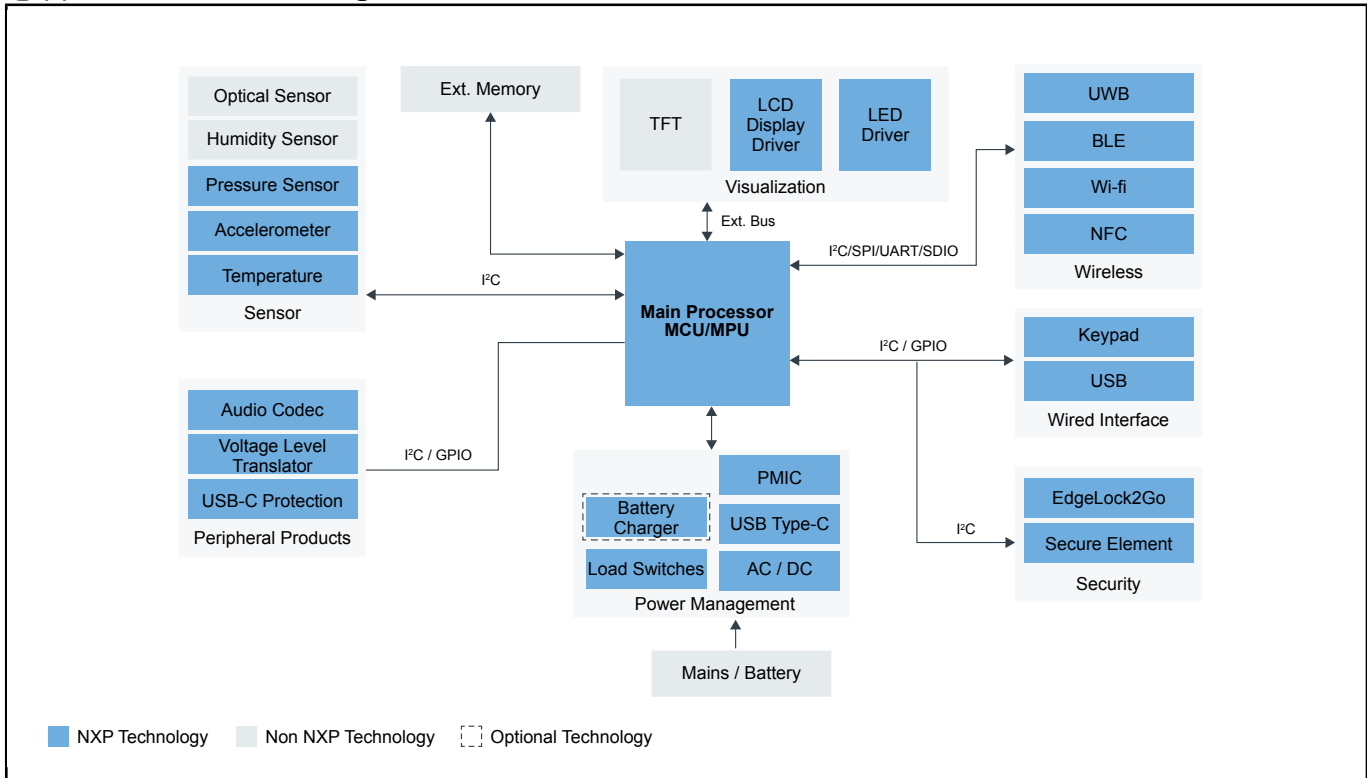 Optical Sensor
Humidity Sensor
Pressure Sensor
Accelerometer
Temperature
Sensor
Ext. Memory
TFT
LCD
Display
Driver
LED
Driver
Visualization
Ext. Bus
UWB
BLE
Wi-fi
NFC
Wireless
I²C/SPI/UART/SDIO
I²C
Main Processor
MCU/MPU
I²C / GPIO
Keypad
USB
Wired Interface
Audio Codec
Voltage Level
Translator
USB-C Protection
Peripheral Products
I²C / GPIO
PMIC
Battery
Charger
USB Type-C
Load Switches
AC / DC
Power Management
I²C
EdgeLock2Go
Secure Element
Security
Mains / Battery
NXP Technology
Non NXP Technology
Optional Technology